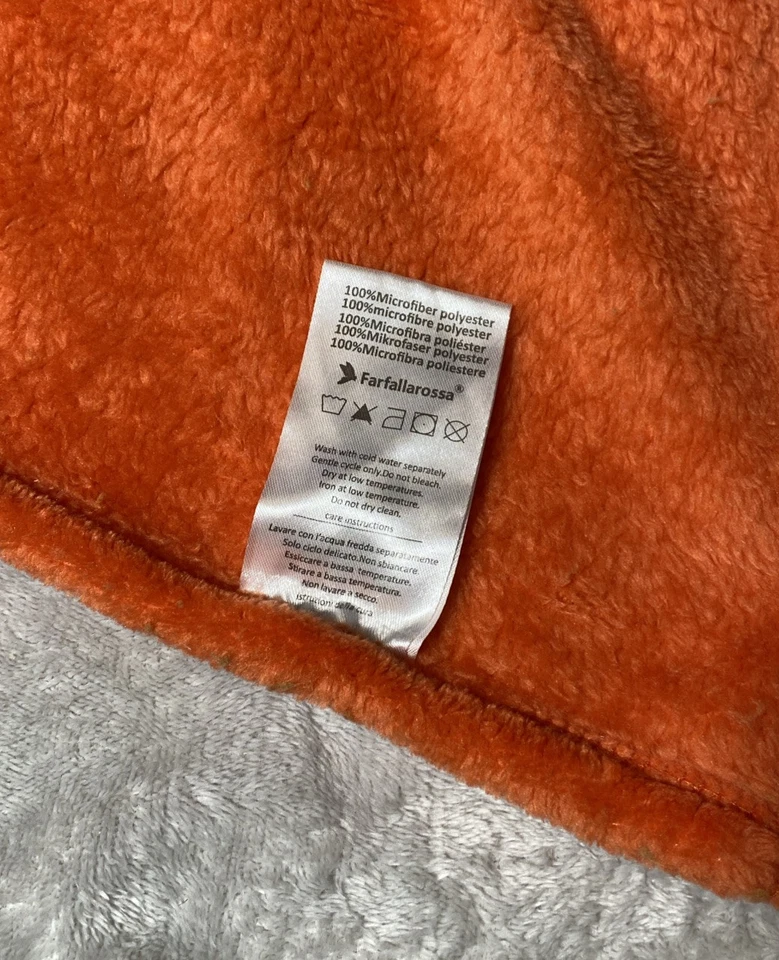 100%Microfiber polyester
100%microfibre polyester
100%Microfibra poliéster
100%Mikrofaser polyester
100%Microfibra poliestere
Farfallarossa®
Wash with cold water separately
Gentle cycle only.Do not bleach.
Dry at low temperatures.
Iron at low temperature.
Do not dry clean.
care instructions
Lavare con l'acqua fredda separatamente
Solo ciclo delicato.Non sbiancare.
Essiccare a bassa temperature.
Stirare a bassa temperatura.
Non lavare a secco.
istruzioni della cura